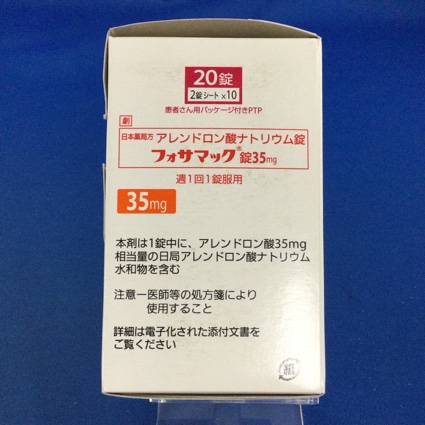 20錠
2錠シート×10
患者さん用パッケージ付きPTP
劇
日本薬局方 アレンドロン酸ナトリウム錠
フォサマック®錠35mg
週1回1錠服用
35mg
本剤は1錠中に、アレンドロン酸35mg
相当量の日局アレンドロン酸ナトリウム
水和物を含む
注意－医師等の処方箋により
使用すること
詳細は電子化された添付文書を
ご覧ください
紙